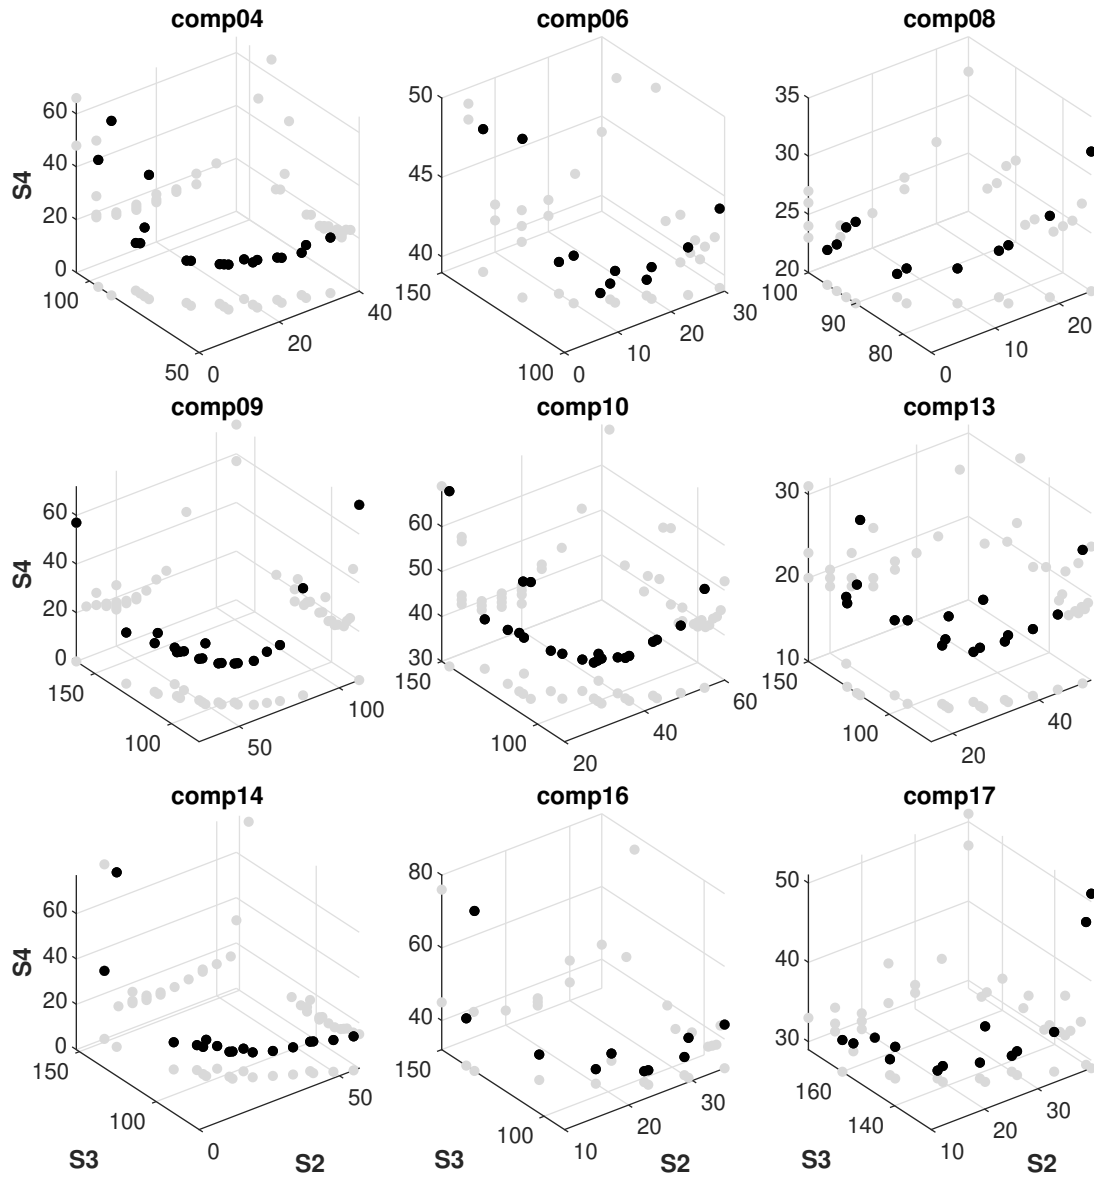 comp04 comp06 comp08
S4 60 40 20 0 100 50 0 20 40
50 45 40 150 100 0 10 20 30
35 30 25 20 100 90 80 0 10 20
comp09 comp10 comp13
S4 60 40 20 0 150 100 50 100
60 50 40 30 150 100 20 40 60
30 20 10 150 100 20 40
comp14 comp16 comp17
S4 60 40 20 0 150 100 0 50 S3 S2
80 60 40 150 100 10 20 30 S3 S2
50 40 30 160 140 10 20 30 S3 S2